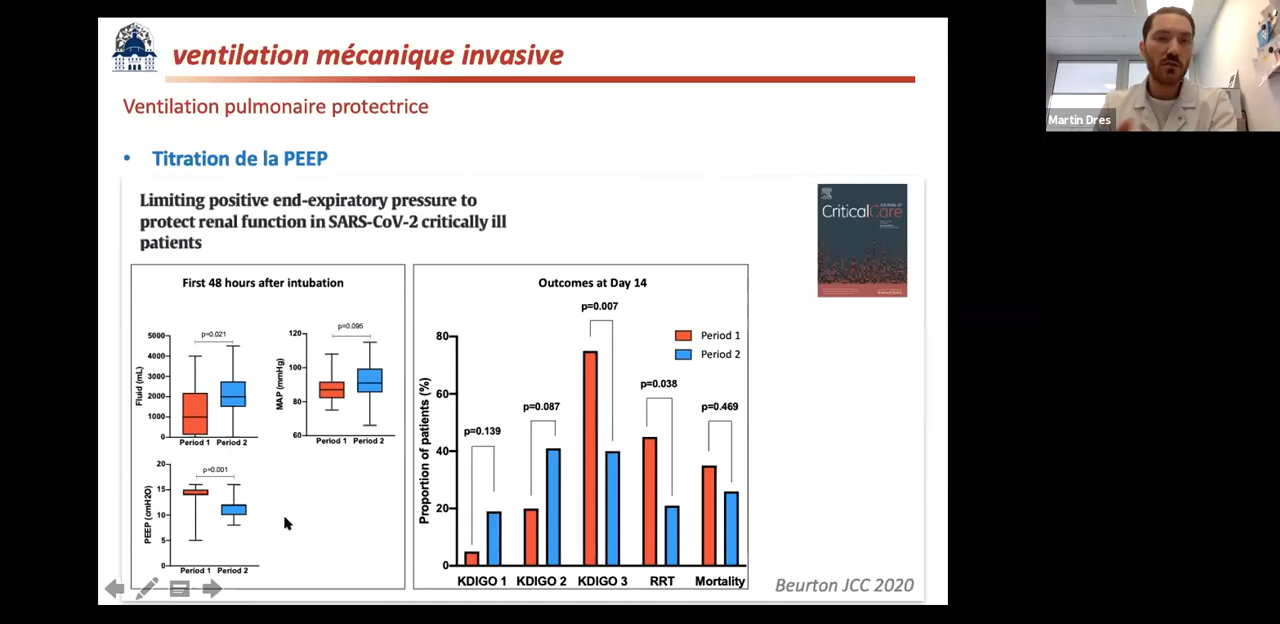 ventilation mécanique invasive
Ventilation pulmonaire protectrice
• Titration de la PEEP
Limiting positive end-expiratory pressure to
protect renal function in SARS-CoV-2 critically ill
patients
JOURNAL OF
CriticalCare
First 48 hours after intubation
p=0.021
5000
4000
3000
2000
1000
0
Fluid (mL)
Period 1 Period 2
p=0.095
120
100
80
60
MAP (mmHg)
Period 1 Period 2
p=0.001
20
15
10
5
0
PEEP (cmH2O)
Period 1 Period 2
Outcomes at Day 14
p=0.007
Period 1
Period 2
p=0.038
p=0.087
p=0.469
p=0.139
80
60
40
20
0
Proportion of patients (%)
KDIGO 1 KDIGO 2 KDIGO 3 RRT Mortality
Beurton JCC 2020
Martin Dres